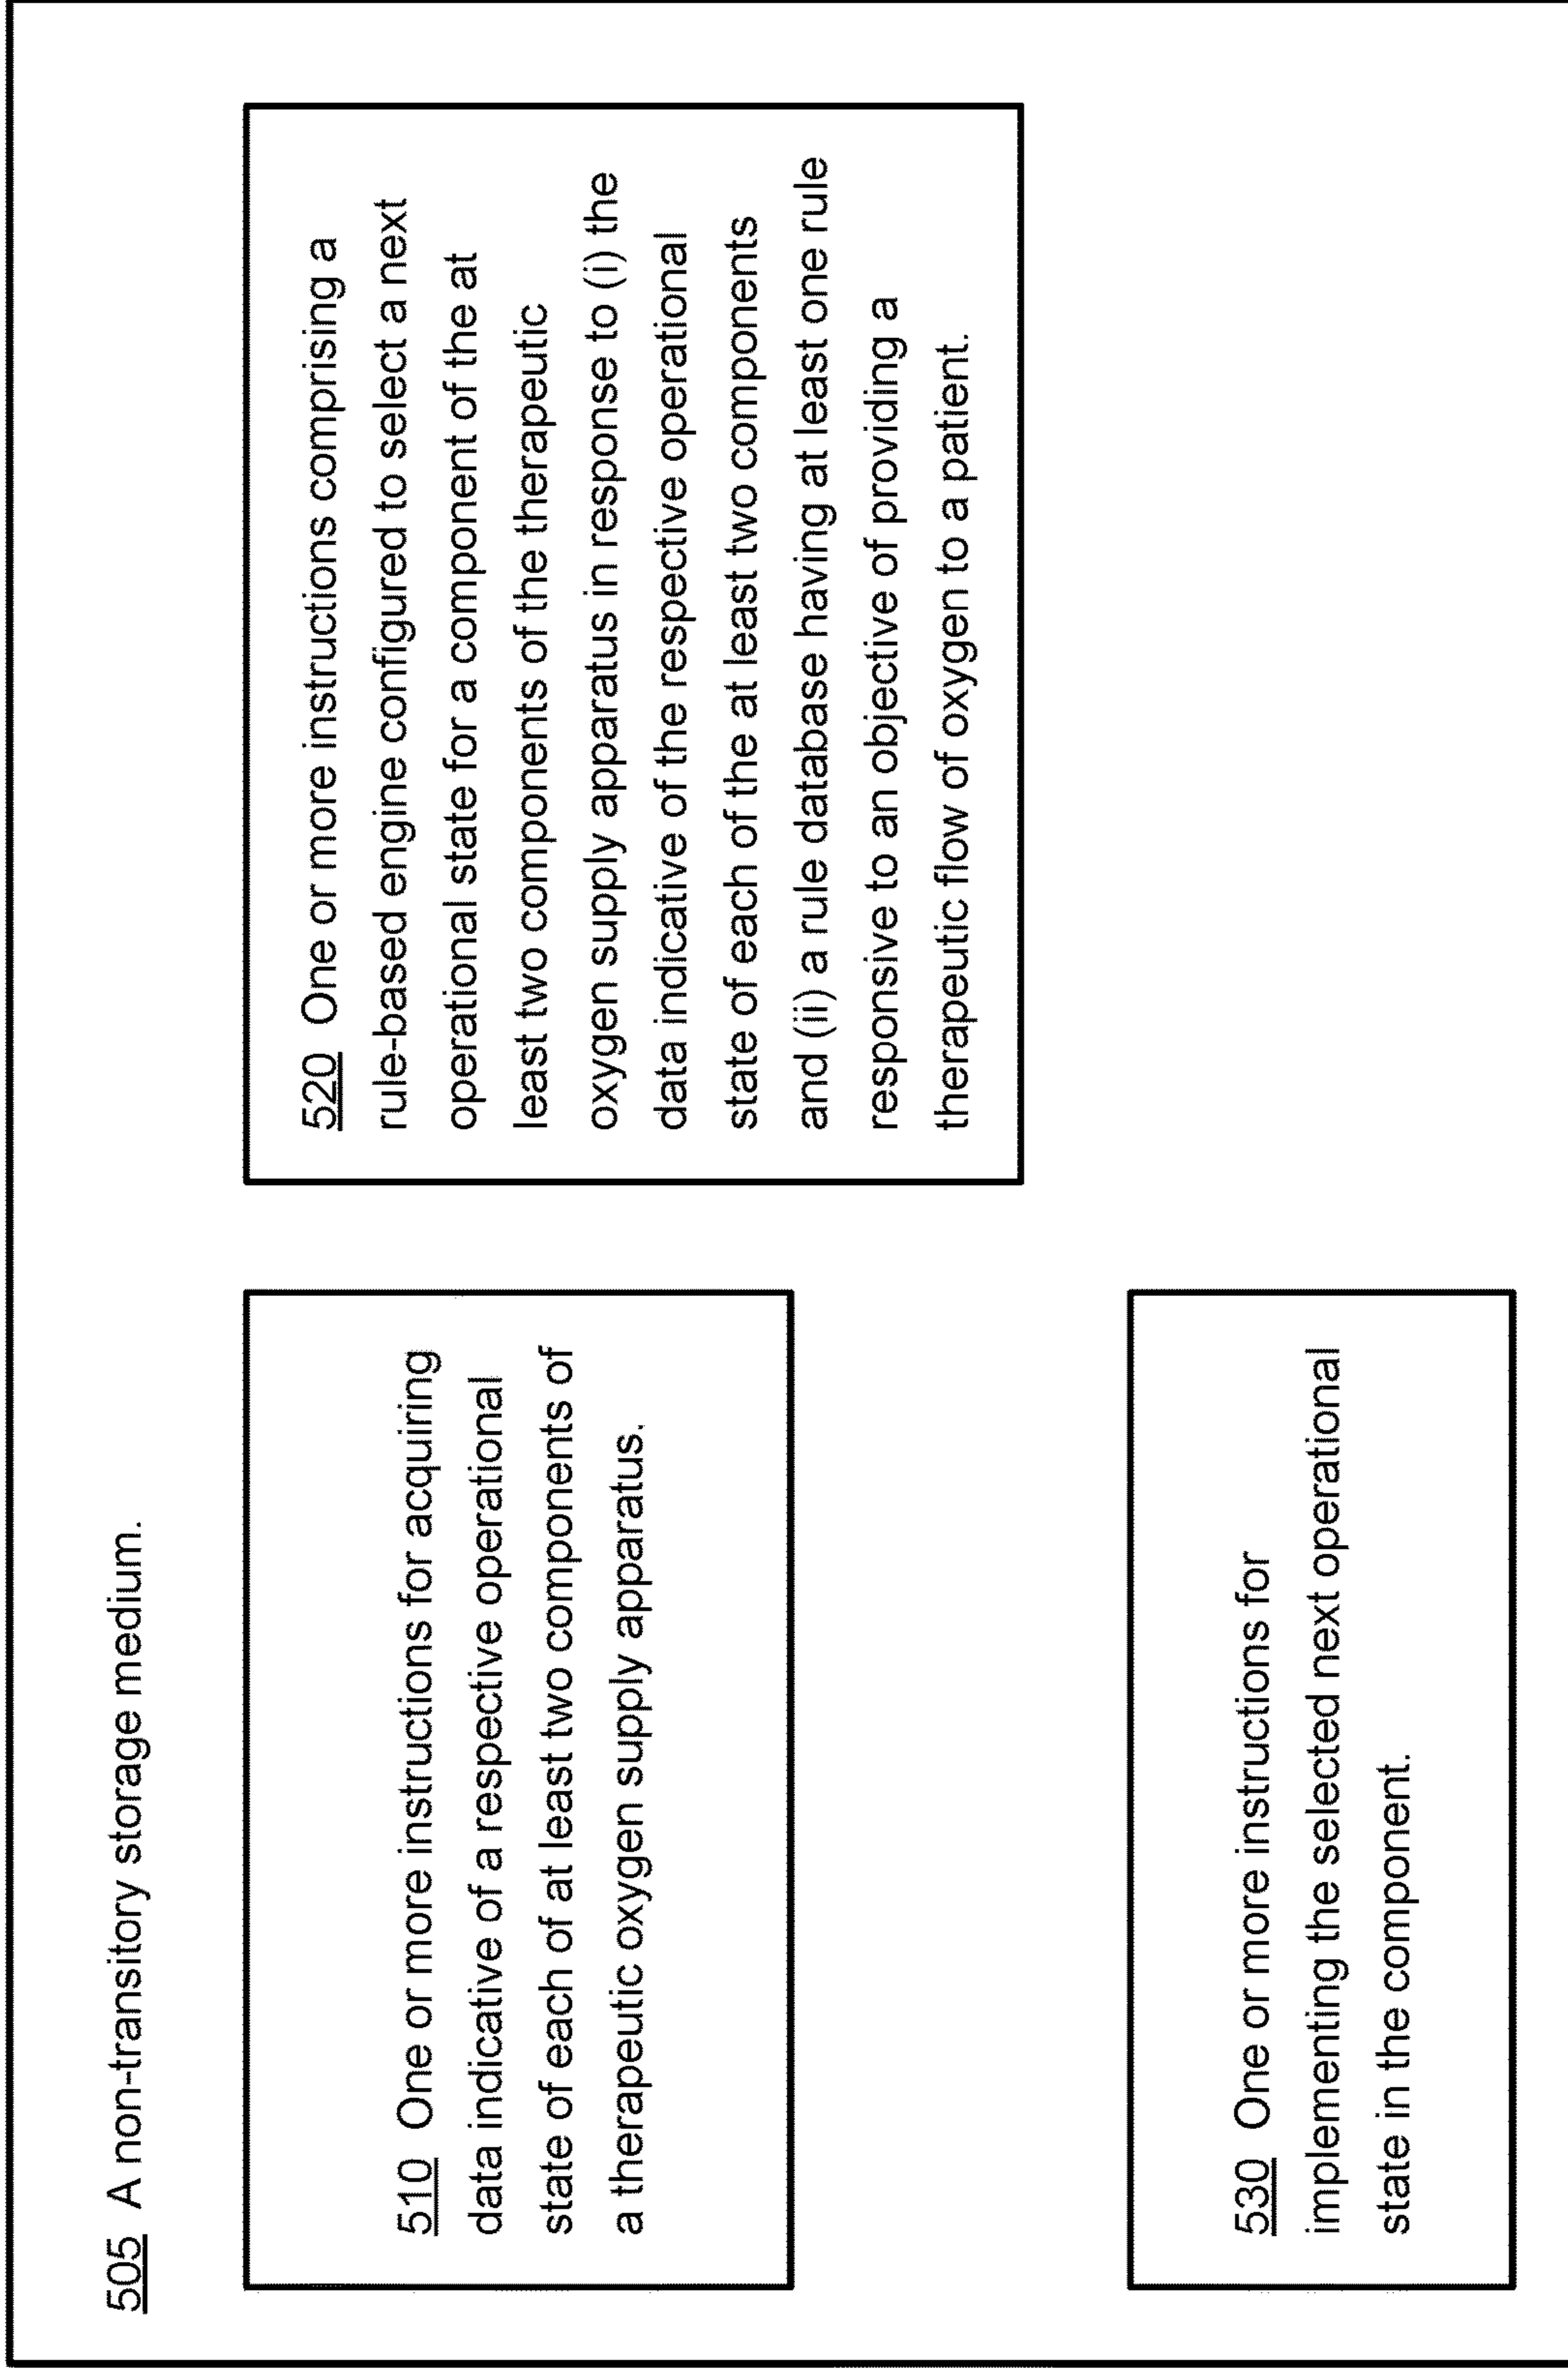 505 A non-transitory storage medium.
510 One or more instructions for acquiring
data indicative of a respective operational
state of each of at least two components of
a therapeutic oxygen supply apparatus.
520 One or more instructions comprising a
rule-based engine configured to select a next
operational state for a component of the at
least two components of the therapeutic
oxygen supply apparatus in response to (i) the
data indicative of the respective operational
state of each of the at least two components
and (ii) a rule database having at least one rule
responsive to an objective of providing a
therapeutic flow of oxygen to a patient.
530 One or more instructions for
implementing the selected next operational
state in the component.